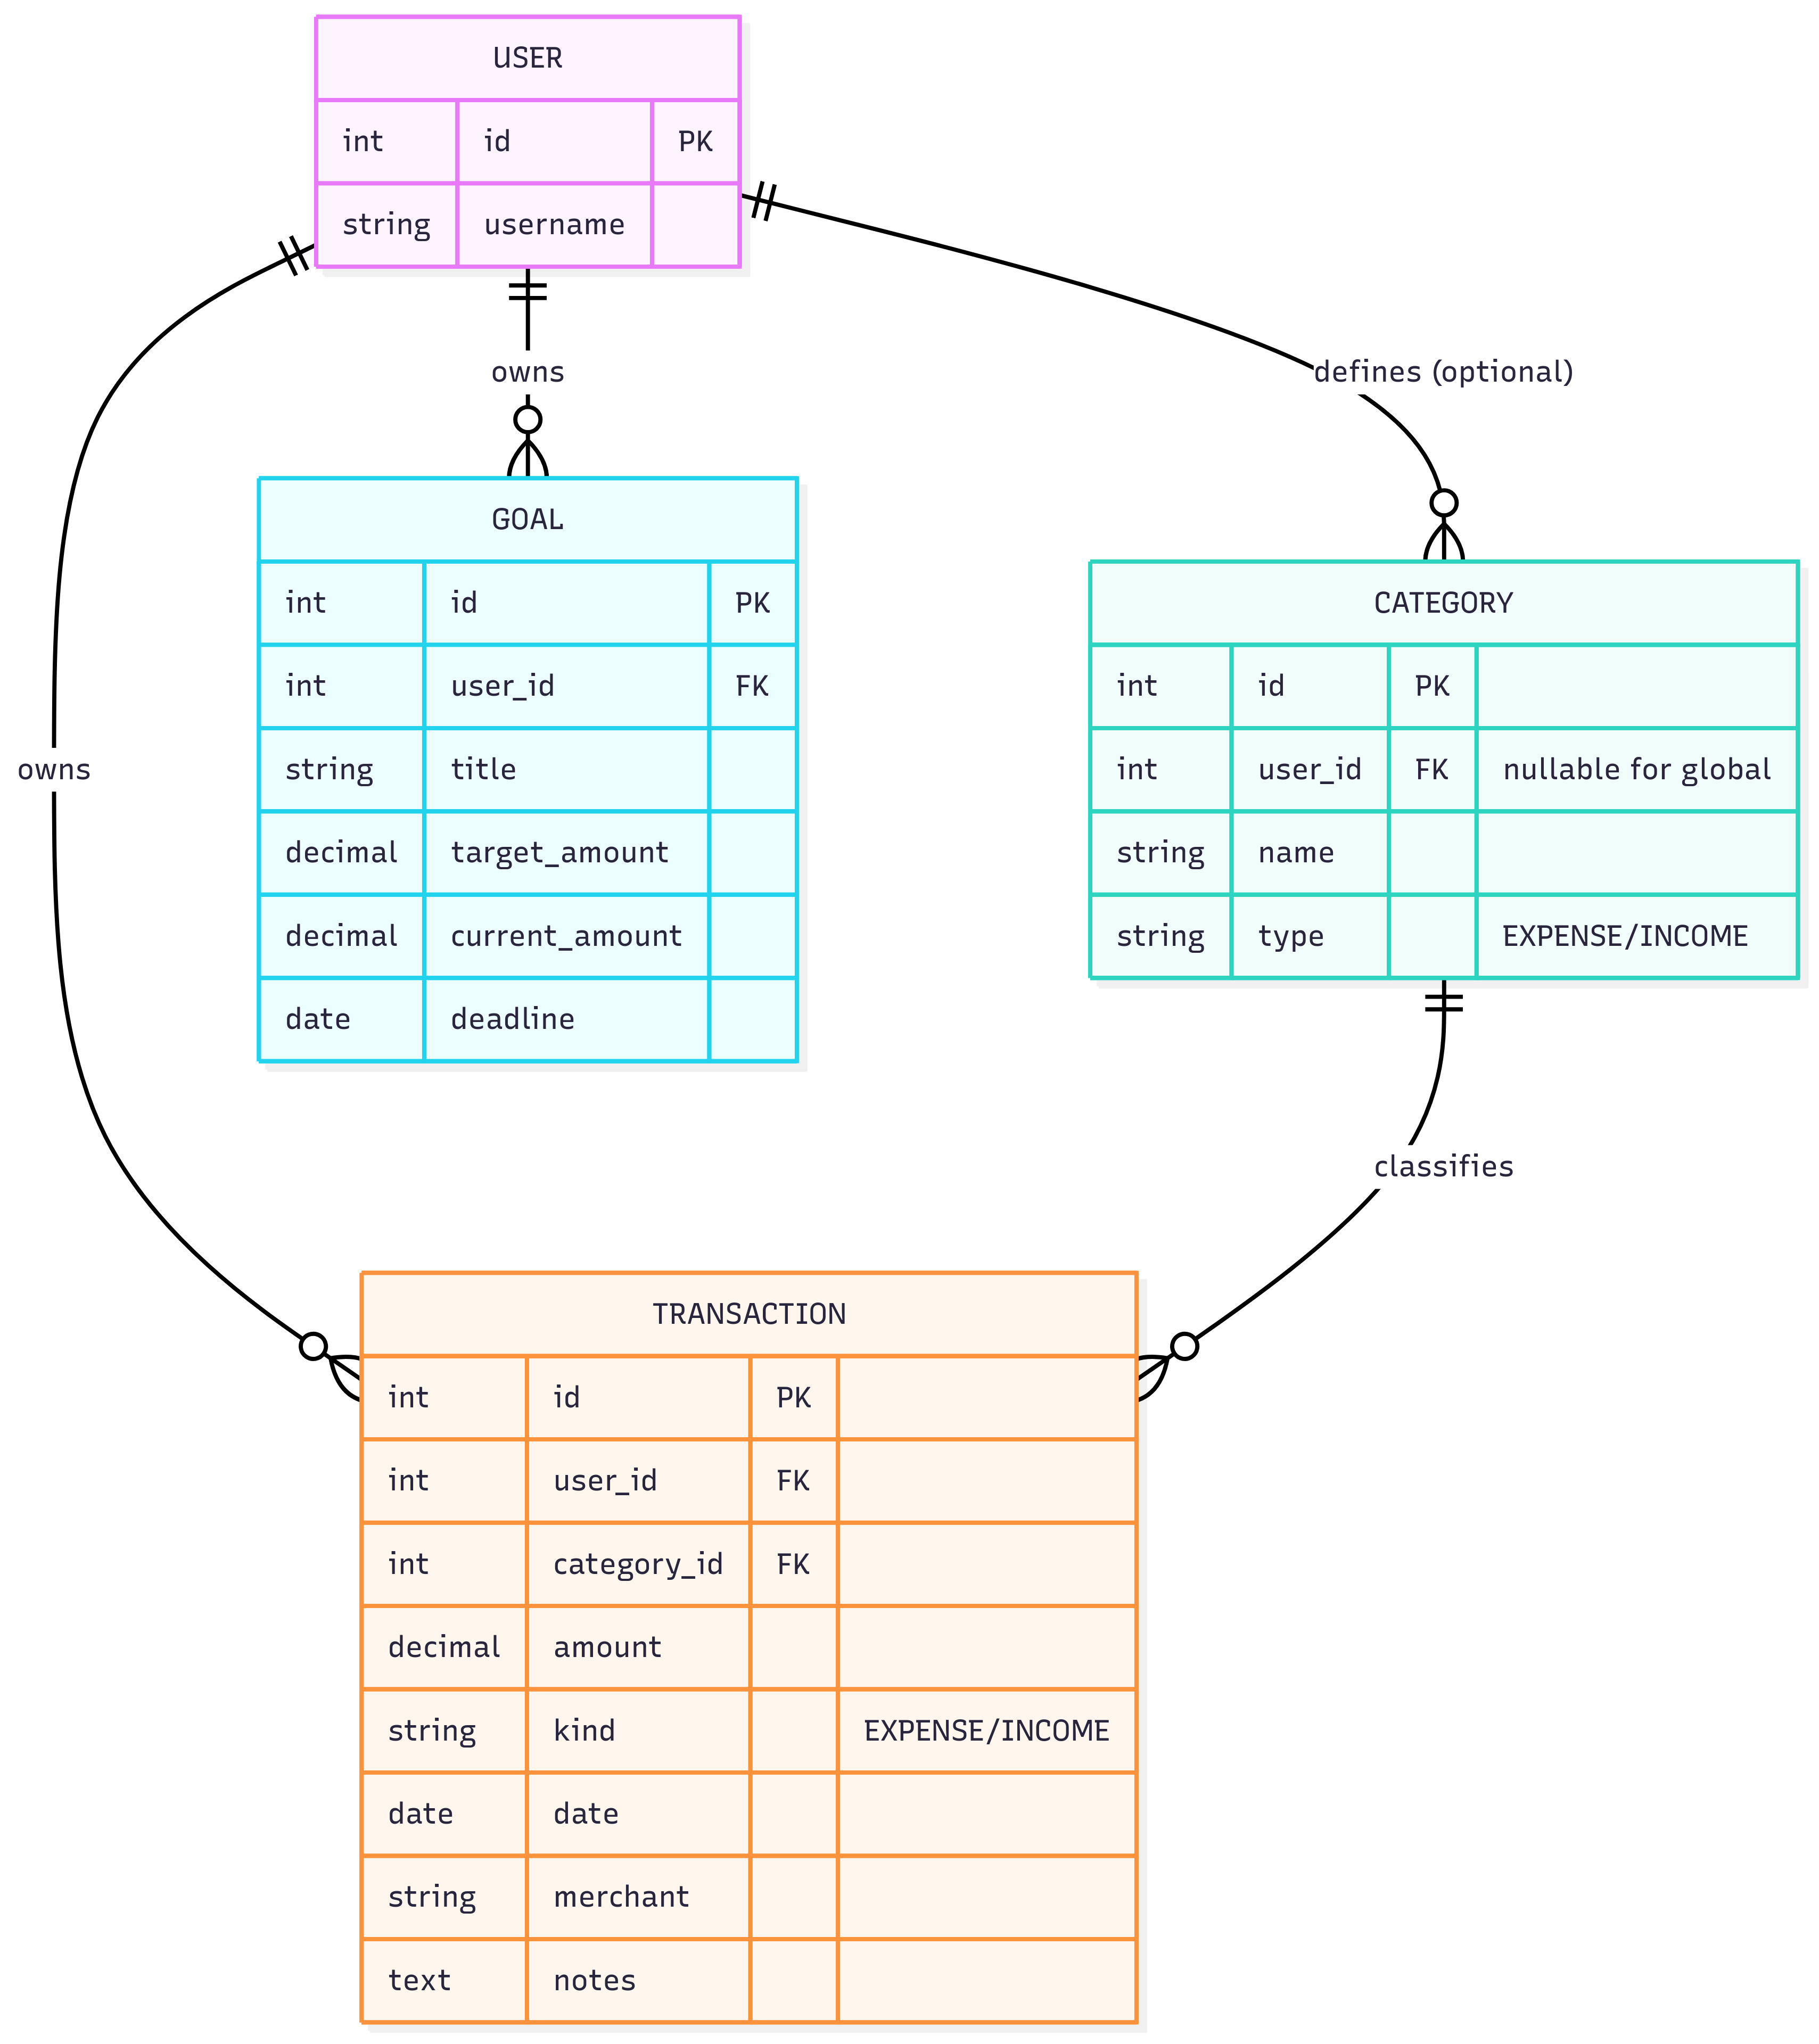 USER
int id PK
string username
owns
defines (optional)
GOAL
int id PK
int user_id FK
string title
decimal target_amount
decimal current_amount
date deadline
CATEGORY
int id PK
int user_id FK nullable for global
string name
string type EXPENSE/INCOME
owns
classifies
TRANSACTION
int id PK
int user_id FK
int category_id FK
decimal amount
string kind EXPENSE/INCOME
date date
string merchant
text notes